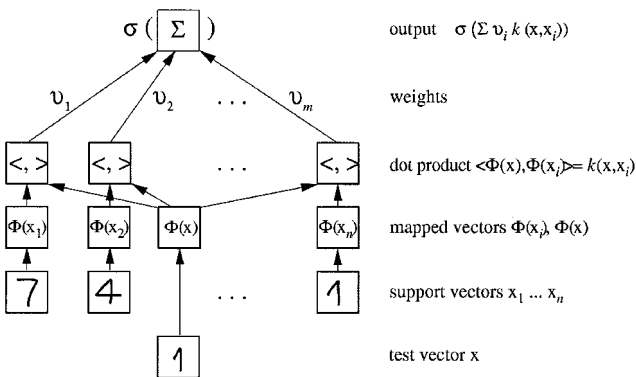 σ ( Σ ) output σ (Σ υ_i k (x,x_i))
υ_1 υ_2 . . . υ_m weights
<, > <, > . . . <, > dot product <Φ(x),Φ(x_i)>= k(x,x_i)
Φ(x_1) Φ(x_2) Φ(x) Φ(x_n) mapped vectors Φ(x_i), Φ(x)
7 4 . . . 1 support vectors x_1 ... x_n
1 test vector x